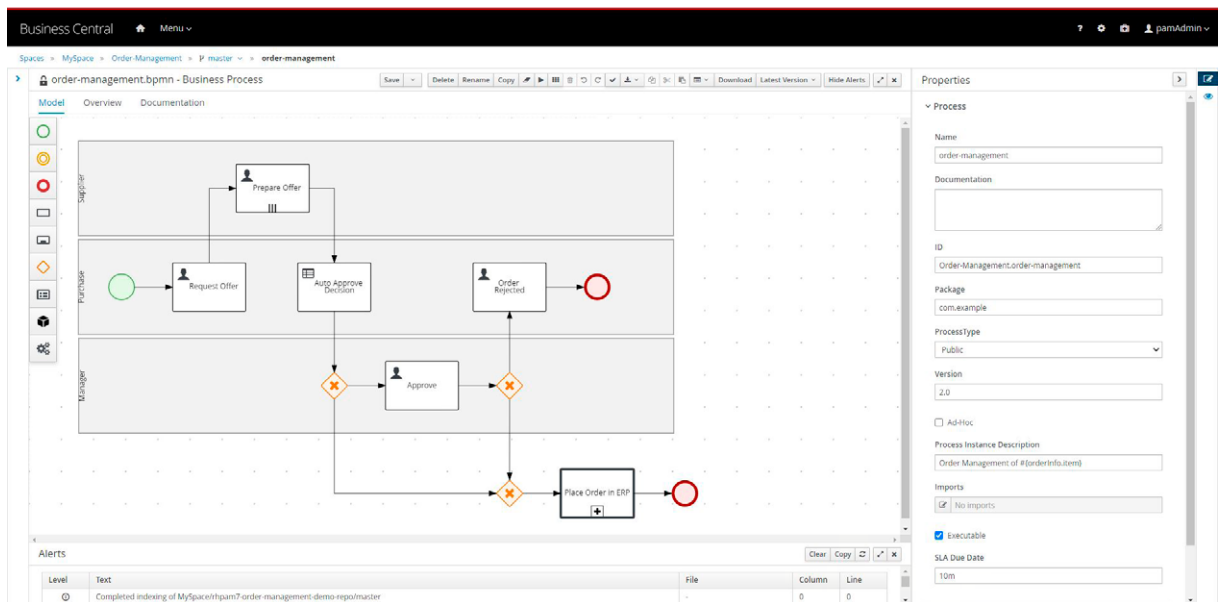 Business Central Menu ? pamAdmin
Spaces » MySpace » Order-Management » master » order-management
order-management.bpmn - Business Process
Save Delete Rename Copy Download Latest Version Hide Alerts
Model Overview Documentation
Supplier
Prepare Offer
Purchase
Request Offer
Auto Approve
Decision
Order
Rejected
Manager
Approve
Place Order in ERP
Alerts
Clear Copy
Level Text File Column Line
Completed indexing of MySpace/rhpam7-order-management-demo-repo/master - 0 0
Properties
Process
Name
order-management
Documentation
ID
Order-Management.order-management
Package
com.example
ProcessType
Public
Version
2.0
Ad-Hoc
Process Instance Description
Order Management of #{orderInfo.item}
Imports
No imports
Executable
SLA Due Date
10m